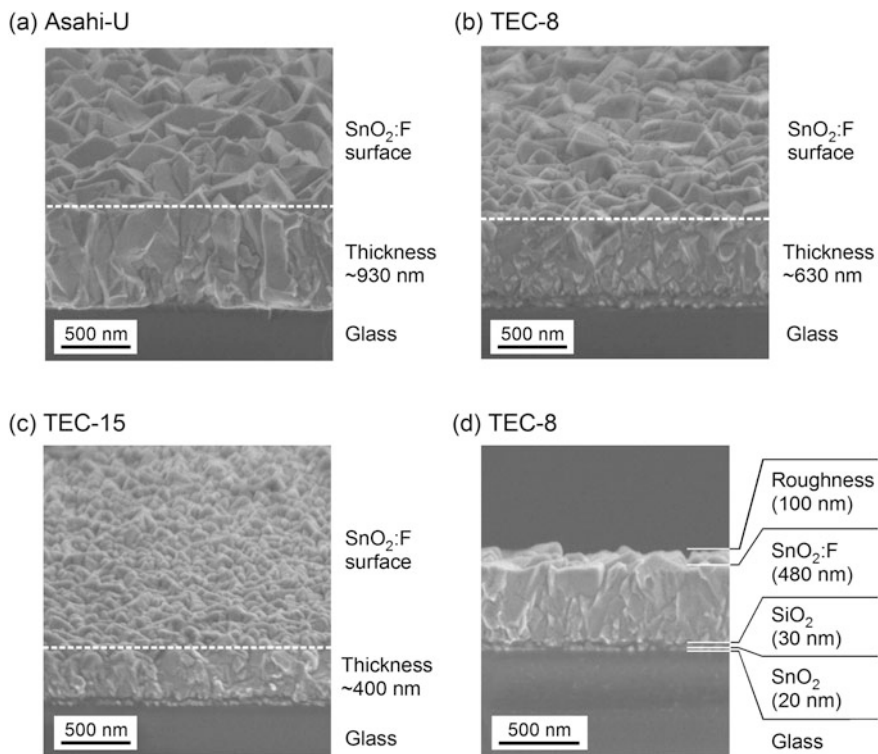 (a) Asahi-U
SnO₂:F
surface
Thickness
~930 nm
500 nm
Glass
(b) TEC-8
SnO₂:F
surface
Thickness
~630 nm
500 nm
Glass
(c) TEC-15
SnO₂:F
surface
Thickness
~400 nm
500 nm
Glass
(d) TEC-8
Roughness
(100 nm)
SnO₂:F
(480 nm)
SiO₂
(30 nm)
SnO₂
(20 nm)
500 nm
Glass